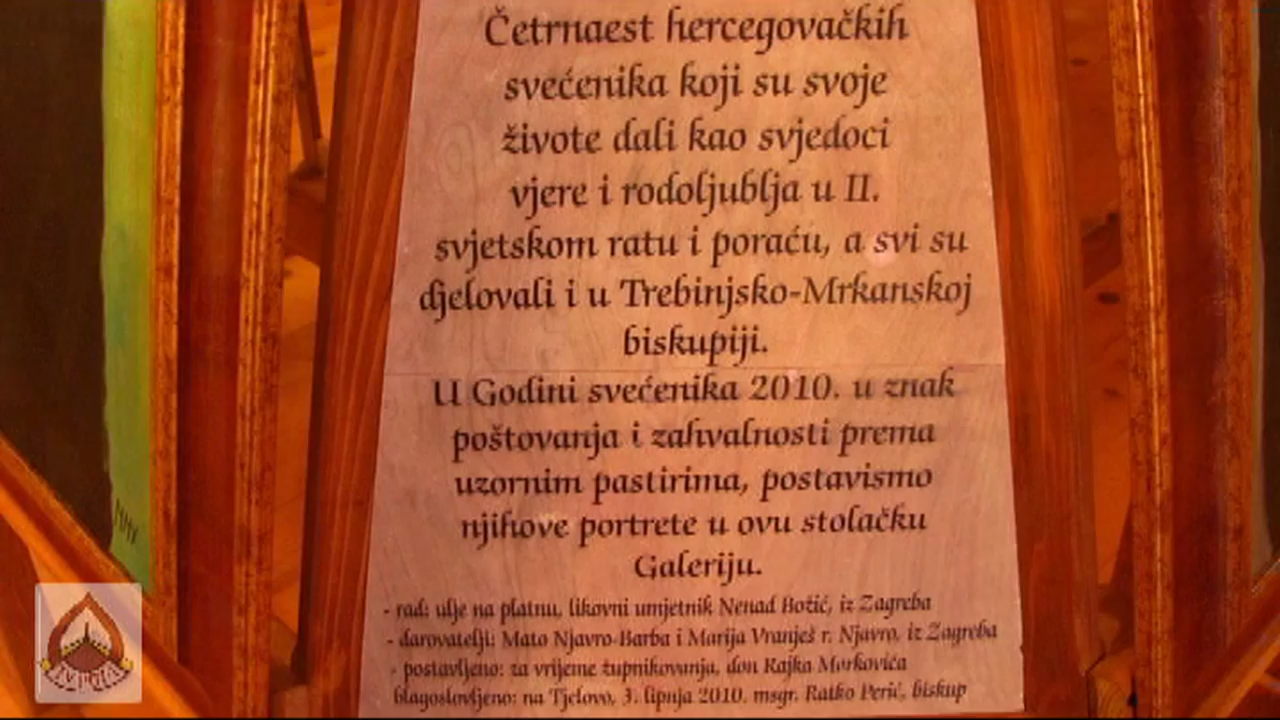 Četrnaest hercegovačkih
svećenika koji su svoje
živote dali kao svjedoci
vjere i rodoljublja u II.
svjetskom ratu i poraću, a svi su
djelovali i u Trebinjsko-Mrkanskoj
biskupiji.
U Godini svećenika 2010. u znak
poštovanja i zahvalnosti prema
uzornim pastirima, postavismo
njihove portrete u ovu stolačku
Galeriju.
- rad: ulje na platnu, likovni umjetnik Nenad Božić, iz Zagreba
- darovatelji: Mato Njavro-Barba i Marija Vranješ r. Njavro, iz Zagreba
- postavljeno: za vrijeme župnikovanja, don Rajka Markovića
blagoslovljeno: na Tjelovo, 3. lipnja 2010. msgr. Ratko Perić, biskup